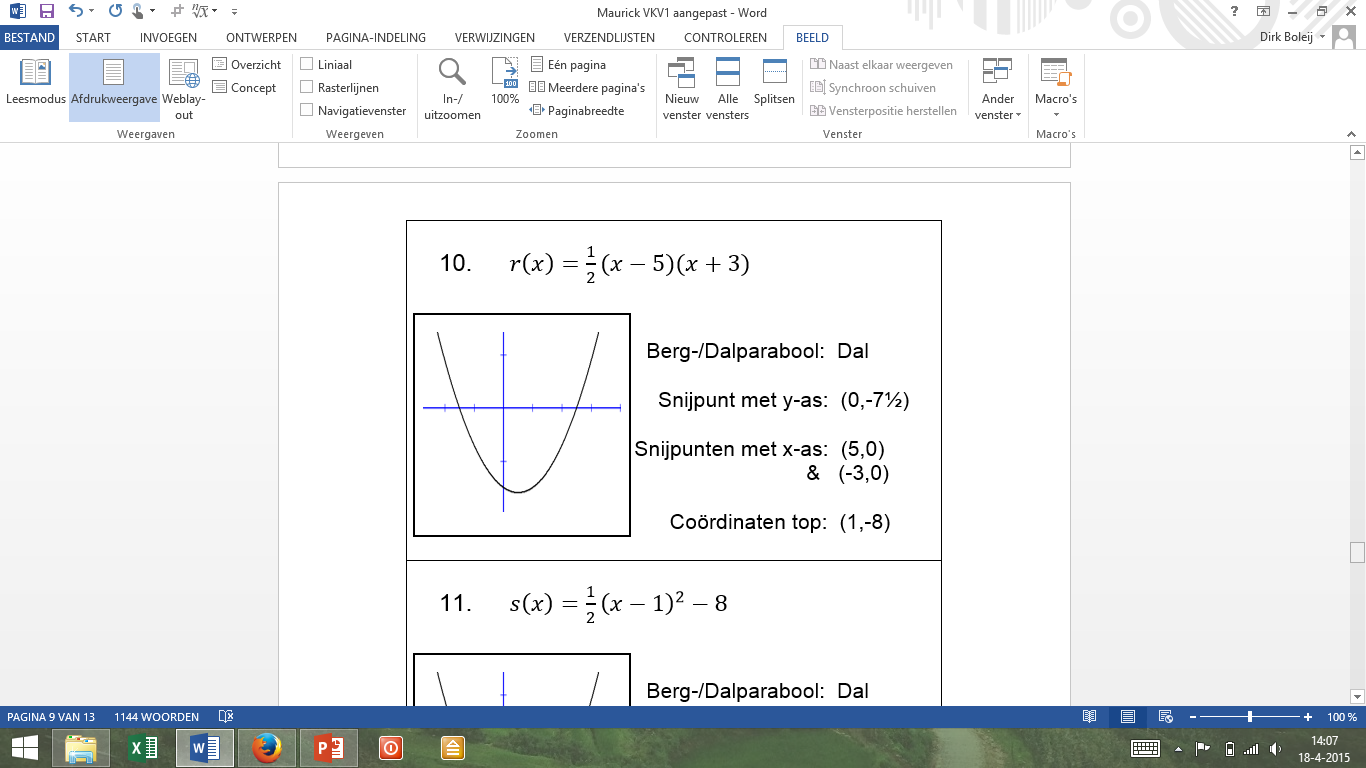 Maurick VKV1 aangepast - Word
BESTAND START INVOEGEN ONTWERPEN PAGINA-INDELING VERWIJZINGEN VERZENDLIJSTEN CONTROLEREN BEELD Dirk Boleij
Leesmodus Afdrukweergave Weblay-out
Overzicht
Concept
Weergaven
Liniaal
Rasterlijnen
Navigatievenster
Weergeven
In-/
uitzoomen
100
100%
Eén pagina
Meerdere pagina's
Paginabreedte
Zoomen
Nieuw
venster
Alle
vensters
Splitsen
Naast elkaar weergeven
Synchroon schuiven
Vensterpositie herstellen
Ander
venster
Venster
Macro's
Macro's
10. r(x) = 1/2 (x − 5)(x + 3)
Berg-/Dalparabool: Dal
Snijpunt met y-as: (0,-7½)
Snijpunten met x-as: (5,0)
& (-3,0)
Coördinaten top: (1,-8)
11. s(x) = 1/2 (x − 1)² − 8
Berg-/Dalparabool: Dal
PAGINA 9 VAN 13 1144 WOORDEN 100 %
14:07
18-4-2015